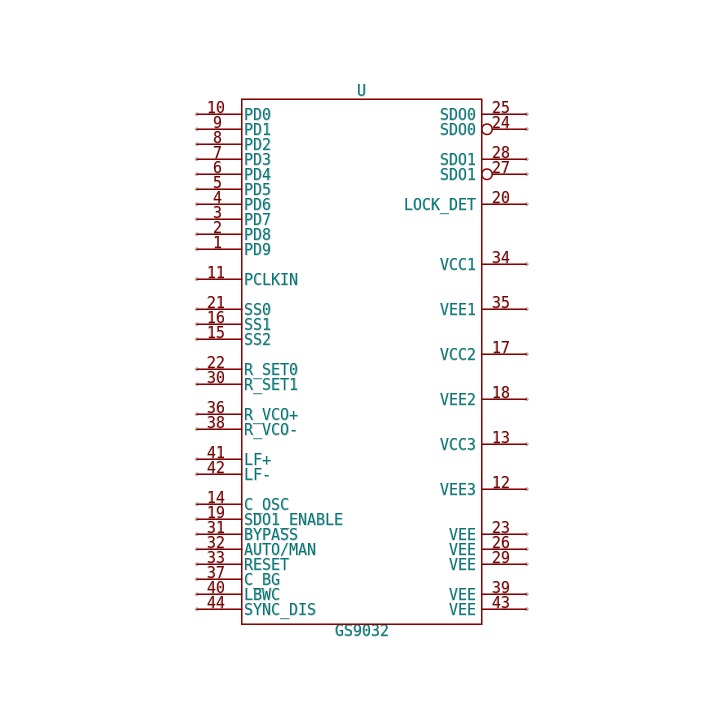 U
10 PD0 SDO0 25
9 PD1 SDO0 24
8 PD2
7 PD3 SDO1 28
6 PD4 SDO1 27
5 PD5
4 PD6 LOCK_DET 20
3 PD7
2 PD8
1 PD9
VCC1 34
11 PCLKIN
21 SS0 VEE1 35
16 SS1
15 SS2
VCC2 17
22 R_SET0
30 R_SET1
VEE2 18
36 R_VCO+
38 R_VCO-
VCC3 13
41 LF+
42 LF-
VEE3 12
14 C_OSC
19 SDO1_ENABLE
31 BYPASS VEE 23
32 AUTO/MAN VEE 26
33 RESET VEE 29
37 C_BG
40 LBWC VEE 39
44 SYNC_DIS VEE 43
GS9032